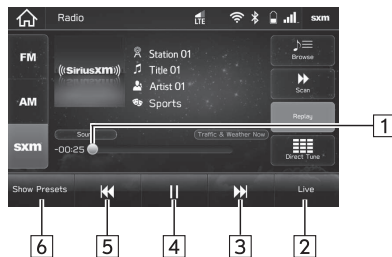 Radio
LTE
sxm
FM
AM
sxm
((SiriusXM))
Station 01
Title 01
Artist 01
Sports
Browse
Scan
Replay
Direct Tune
Traffic & Weather Now
-00:25
Show Presets
Live
1
6
5
4
3
2